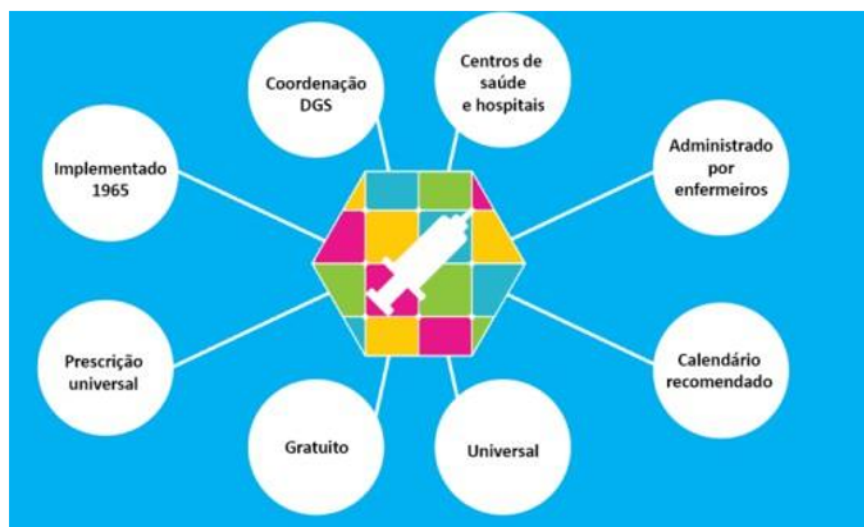 Coordenação
DGS
Centros de
saúde
e hospitais
Implementado
1965
Administrado
por
enfermeiros
Prescrição
universal
Calendário
recomendado
Gratuito
Universal